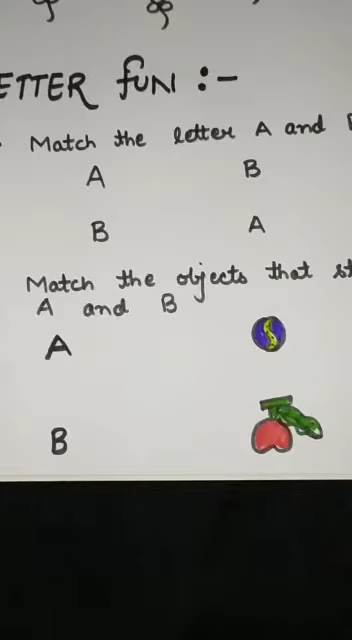 ETTER fUN :-
Match the letter A and
A B
B A
Match the objects that st
A and B
A
B